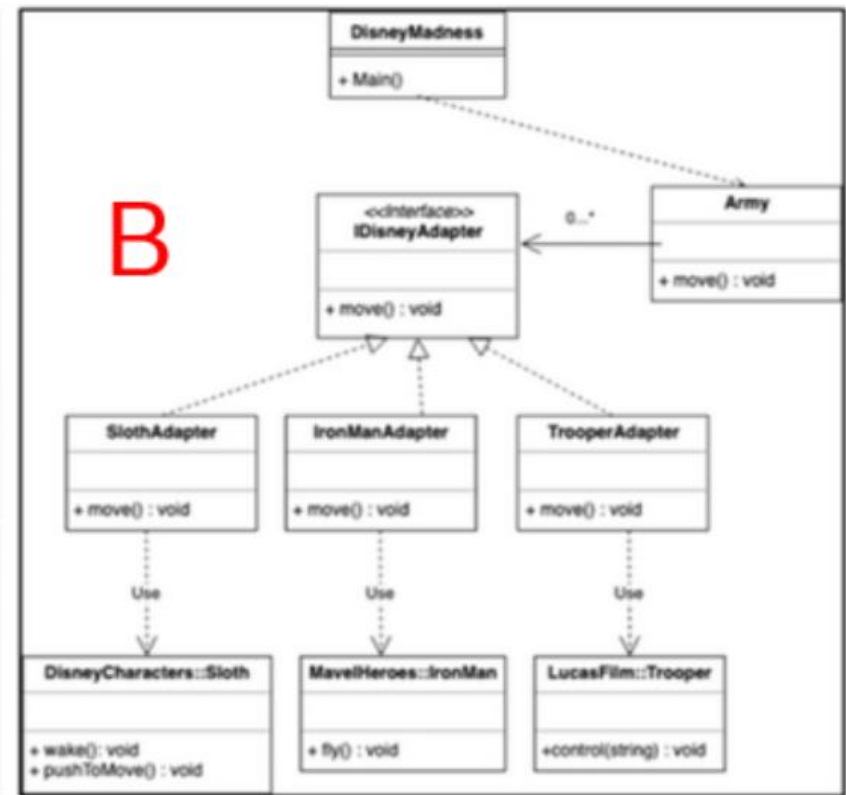 DisneyMadness
+ Main()
B
<<Interface>>
IDisneyAdapter
+ move() : void
0...*
Army
+ move() : void
SlothAdapter
+ move() : void
IronManAdapter
+ move() : void
TrooperAdapter
+ move() : void
Use
Use
Use
DisneyCharacters::Sloth
+ wake(): void
+ pushToMove() : void
MavelHeroes::IronMan
+ fly() : void
LucasFilm::Trooper
+control(string) : void